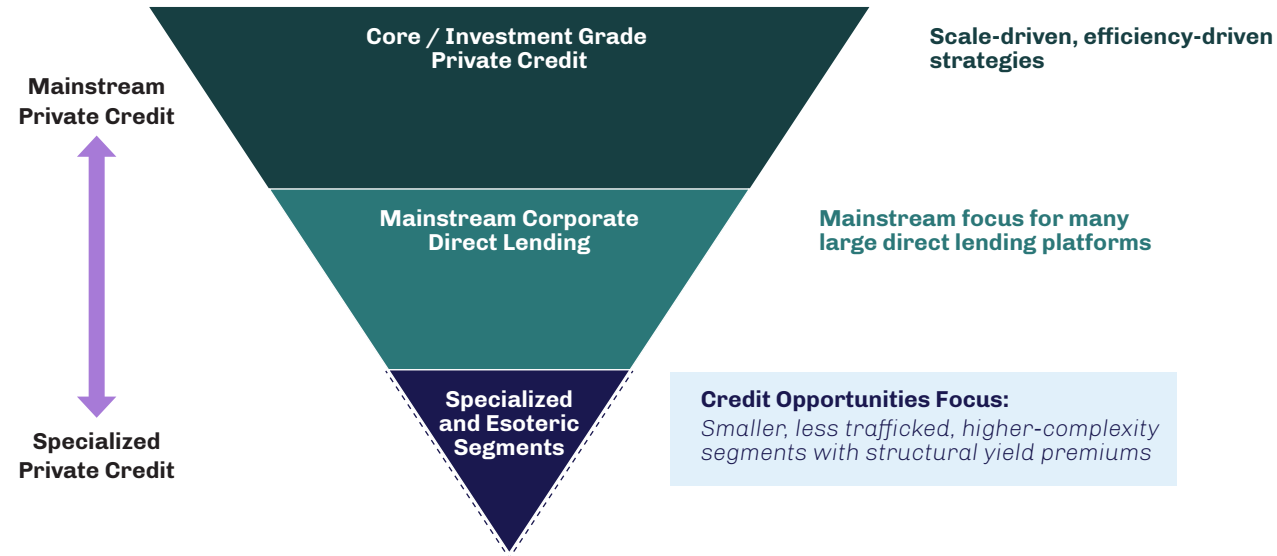 Core / Investment Grade
Private Credit
Scale-driven, efficiency-driven
strategies
Mainstream
Private Credit
Mainstream Corporate
Direct Lending
Mainstream focus for many
large direct lending platforms
Specialized
and Esoteric
Segments
Credit Opportunities Focus:
Smaller, less trafficked, higher-complexity
segments with structural yield premiums
Specialized
Private Credit